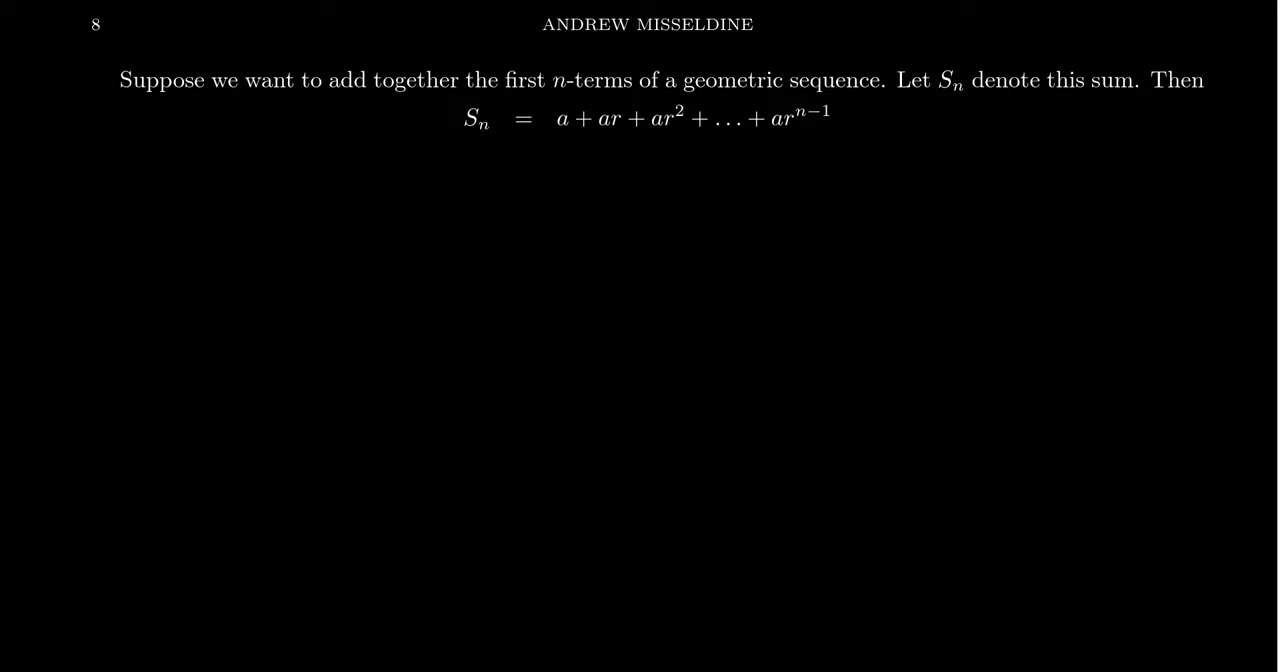 8 ANDREW MISSELDINE
Suppose we want to add together the first n-terms of a geometric sequence. Let Sₙ denote this sum. Then
Sₙ = a + ar + ar² + . . . + arⁿ⁻¹